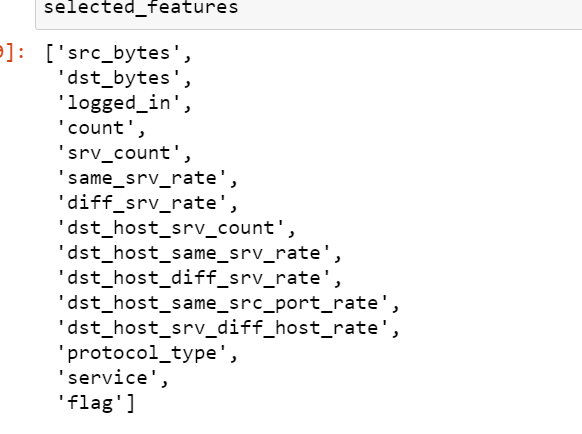 selected_features
]: ['src_bytes',
'dst_bytes',
'logged_in',
'count',
'srv_count',
'same_srv_rate',
'diff_srv_rate',
'dst_host_srv_count',
'dst_host_same_srv_rate',
'dst_host_diff_srv_rate',
'dst_host_same_src_port_rate',
'dst_host_srv_diff_host_rate',
'protocol_type',
'service',
'flag']